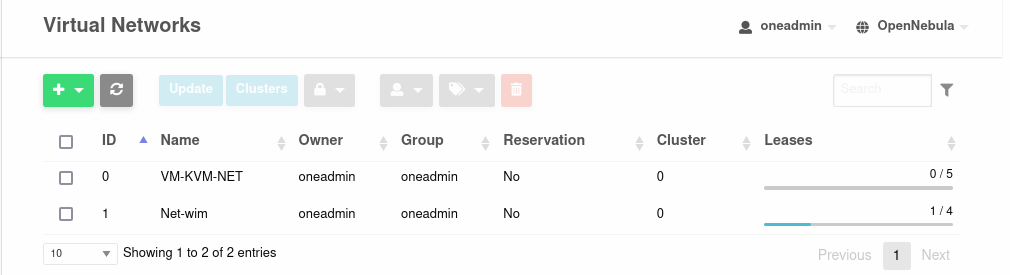 Virtual Networks
oneadmin OpenNebula
Update Clusters Search
ID Name Owner Group Reservation Cluster Leases
0 VM-KVM-NET oneadmin oneadmin No 0 0 / 5
1 Net-wim oneadmin oneadmin No 0 1 / 4
10 Showing 1 to 2 of 2 entries Previous 1 Next